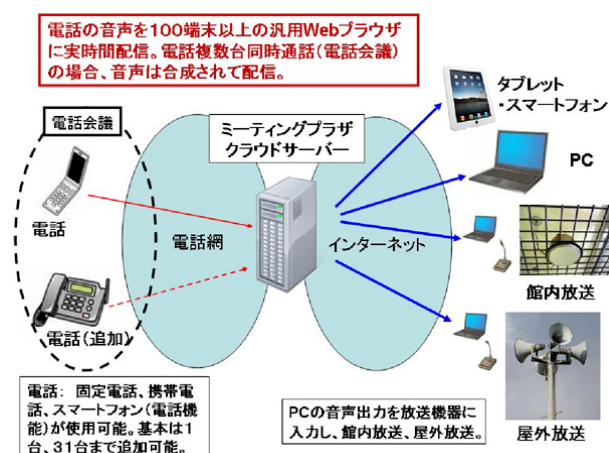 電話の音声を100端末以上の汎用Webブラウザ
に実時間配信。電話複数台同時通話(電話会議)
の場合、音声は合成されて配信。
電話会議
ミーティングプラザ
クラウドサーバー
タブレット
・スマートフォン
PC
電話
電話網
インターネット
館内放送
電話(追加)
電話: 固定電話、携帯電
話、スマートフォン(電話機
能)が使用可能。基本は1
台、31台まで追加可能。
PCの音声出力を放送機器に
入力し、館内放送、屋外放送。
屋外放送